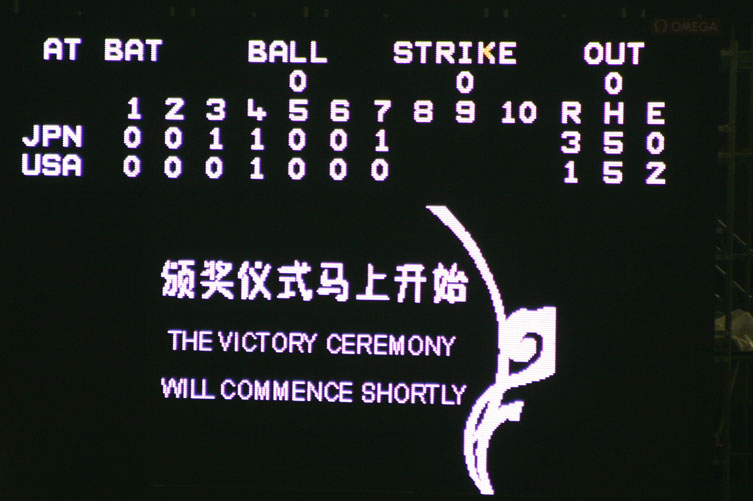 Ω OMEGA
AT BAT BALL STRIKE OUT
0 0 0
1 2 3 4 5 6 7 8 9 10 R H E
JPN 0 0 1 1 0 0 1 3 5 0
USA 0 0 0 1 0 0 0 1 5 2
颁奖仪式马上开始
THE VICTORY CEREMONY
WILL COMMENCE SHORTLY